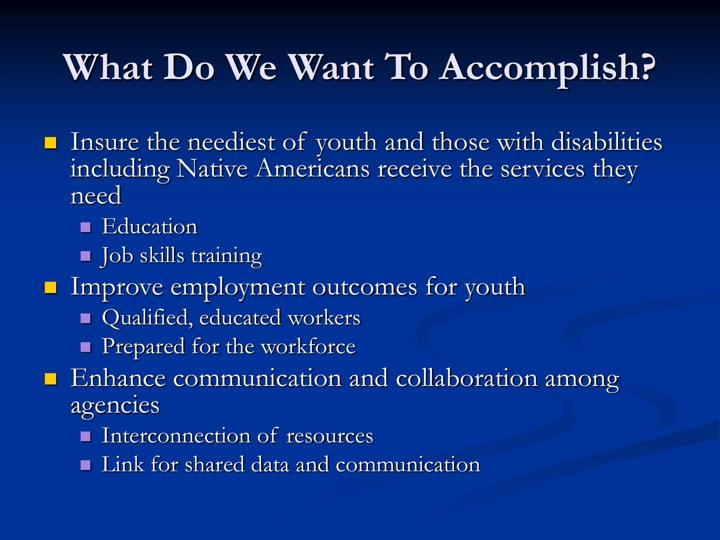 What Do We Want To Accomplish?
Insure the neediest of youth and those with disabilities
including Native Americans receive the services they
need
Education
Job skills training
Improve employment outcomes for youth
Qualified, educated workers
Prepared for the workforce
Enhance communication and collaboration among
agencies
Interconnection of resources
Link for shared data and communication